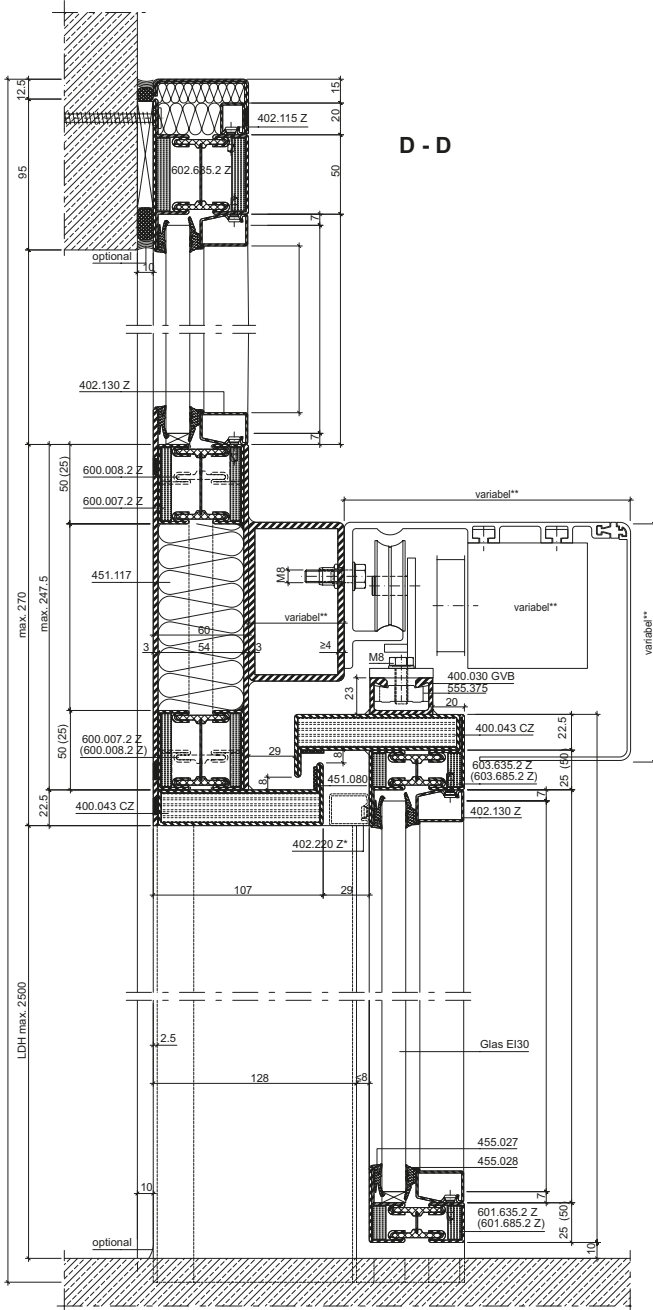 D - D
12.5
95
15
20
50
402.115 Z
602.635.2 Z
7
optional
10
402.130 Z
7
50 (25)
600.008.2 Z
600.007.2 Z
max. 270
max. 247.5
451.117
60
3
54
3
variabel**
M8
variabel**
≥4
variabel**
variabel**
M8
23
400.030 GVB
555.375
20
400.043 CZ
22.5
50 (25)
600.007.2 Z
(600.008.2 Z)
29
8
8
451.080
603.635.2 Z
(603.685.2 Z)
25 (50)
7
22.5
400.043 CZ
402.130 Z
402.220 Z*
107
29
LDH max. 2500
2.5
Glas EI30
128
≤8
455.027
455.028
10
7
601.635.2 Z
(601.685.2 Z)
25 (50)
optional
10